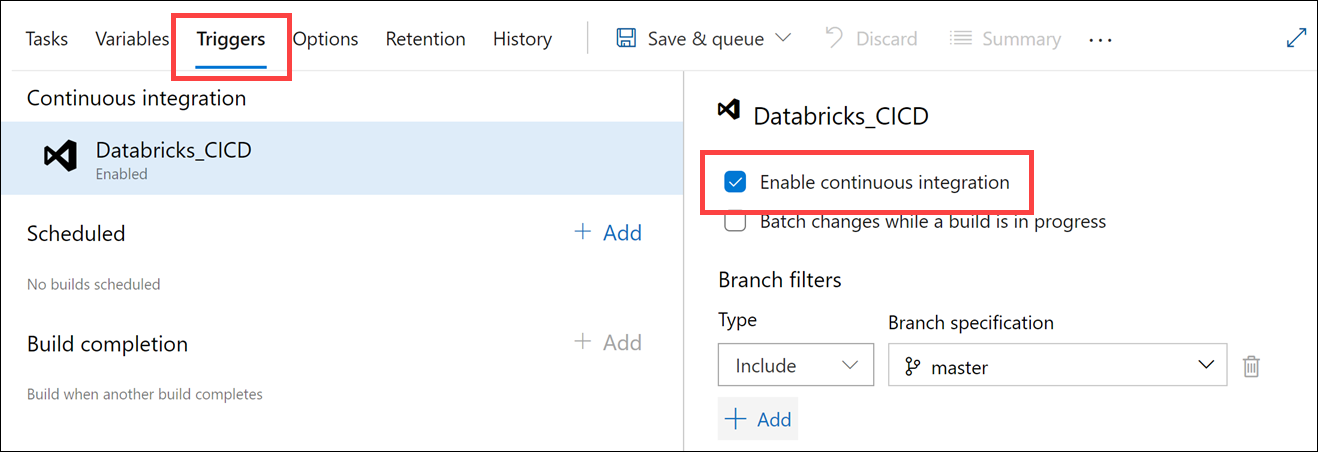 Tasks Variables Triggers Options Retention History Save & queue Discard Summary ...
Continuous integration
Databricks_CICD
Enabled
Scheduled + Add
No builds scheduled
Build completion + Add
Build when another build completes
Databricks_CICD
Enable continuous integration
Batch changes while a build is in progress
Branch filters
Type Branch specification
Include master
+ Add